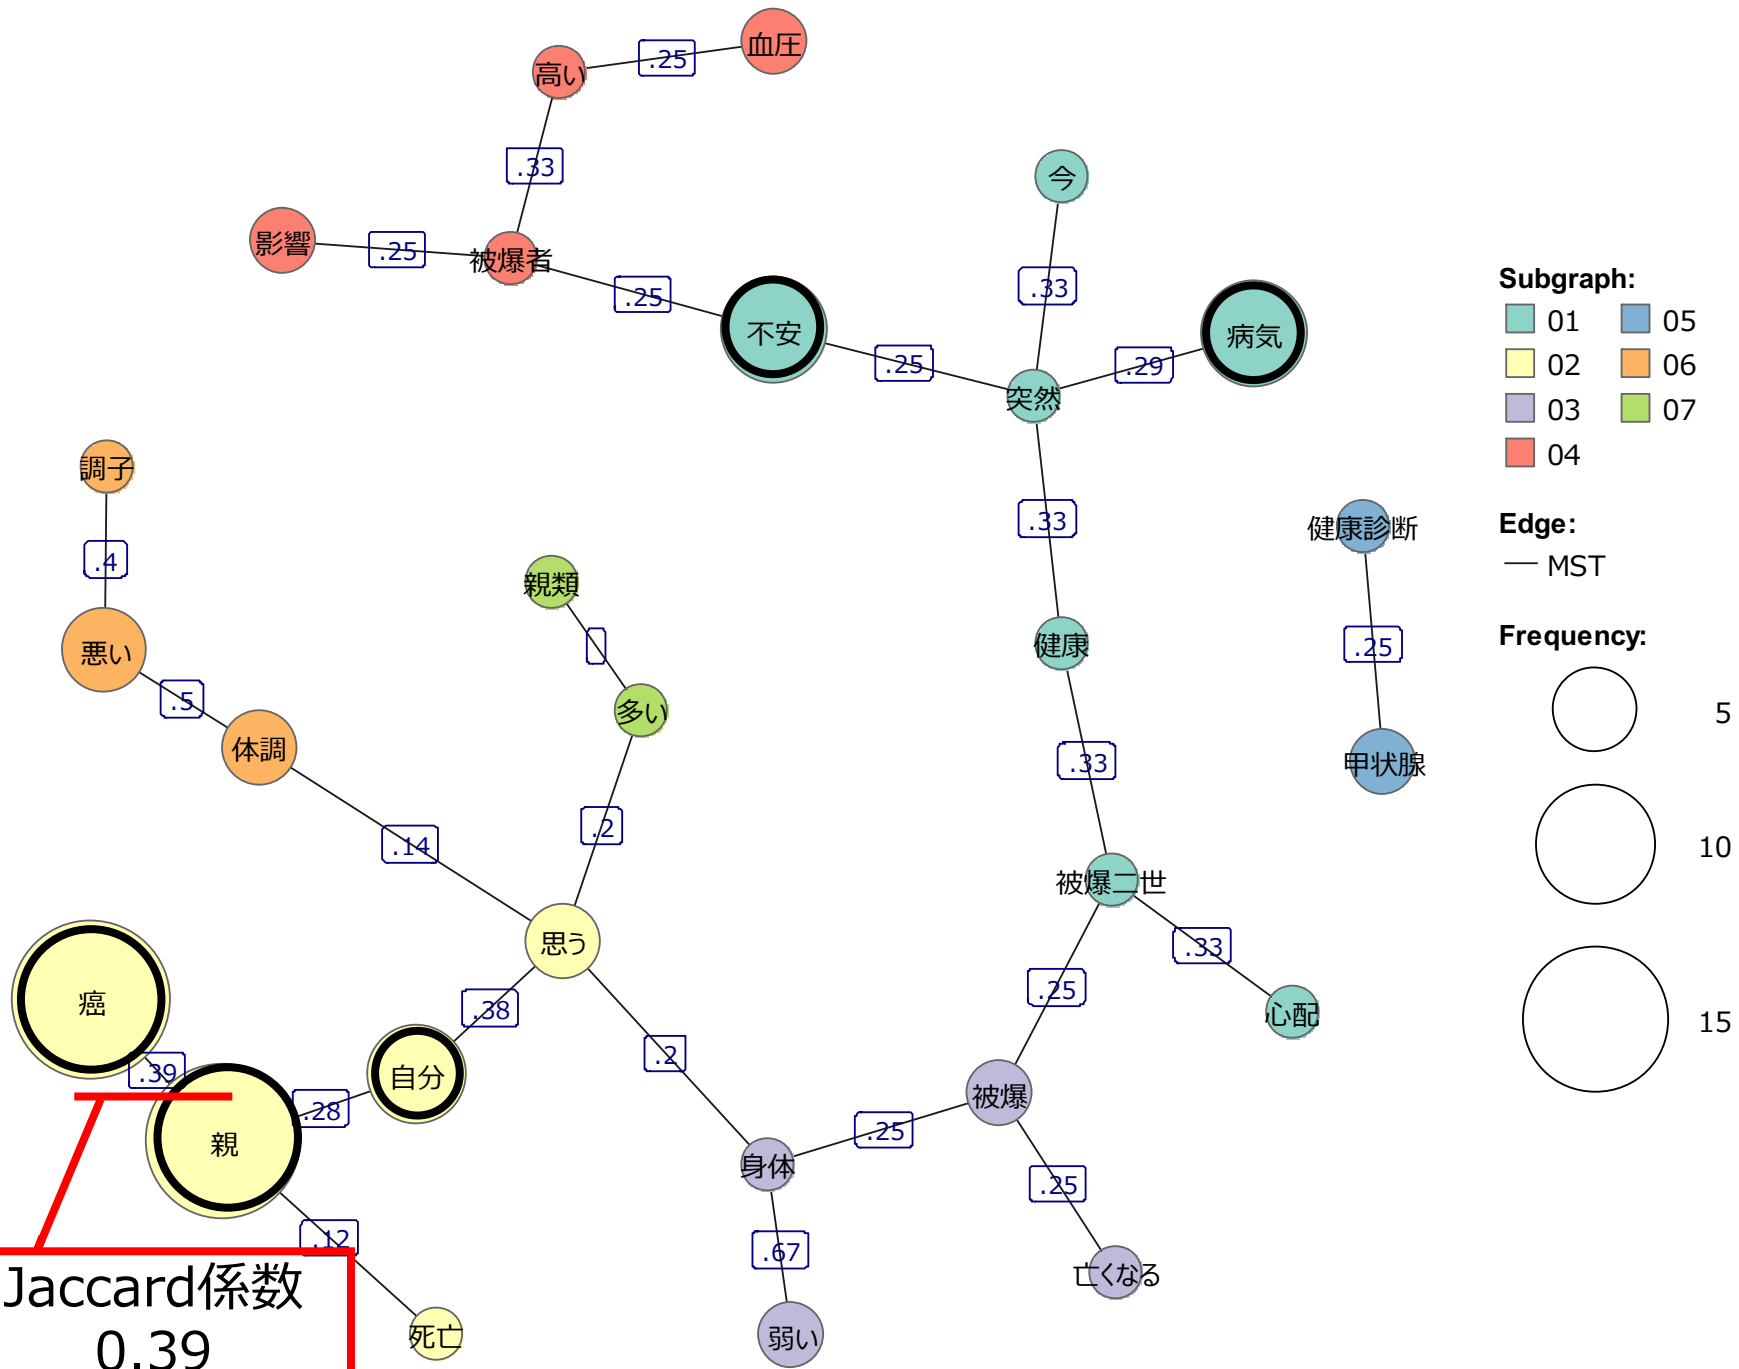 血圧
.25
高い
.33
今
影響
.25
被爆者
.25
不安
.33
病気
.25
.29
突然
Subgraph:
01
05
02
06
03
07
04
調子
.4
.33
健康診断
Edge:
MST
親類
悪い
.5
健康
.25
Frequency:
多い
5
体調
.33
甲状腺
.2
.14
10
被爆二世
思う
.33
癌
.38
.25
心配
15
.39
自分
.2
被爆
.28
親
.25
身体
.25
.12
.67
亡くなる
Jaccard係数
0.39
死亡
弱い